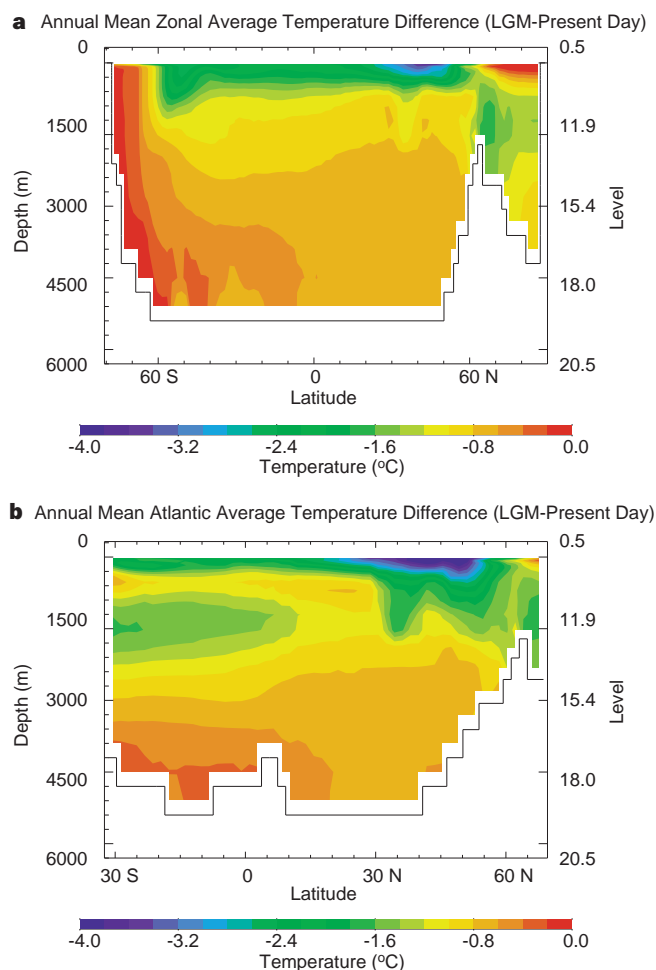 a Annual Mean Zonal Average Temperature Difference (LGM-Present Day)
0 0.5
1500 11.9
3000 15.4
4500 18.0
6000 20.5
Depth (m)
Level
60 S 0 60 N
Latitude
-4.0 -3.2 -2.4 -1.6 -0.8 0.0
Temperature (oC)
b Annual Mean Atlantic Average Temperature Difference (LGM-Present Day)
0 0.5
1500 11.9
3000 15.4
4500 18.0
6000 20.5
Depth (m)
Level
30 S 0 30 N 60 N
Latitude
-4.0 -3.2 -2.4 -1.6 -0.8 0.0
Temperature (oC)